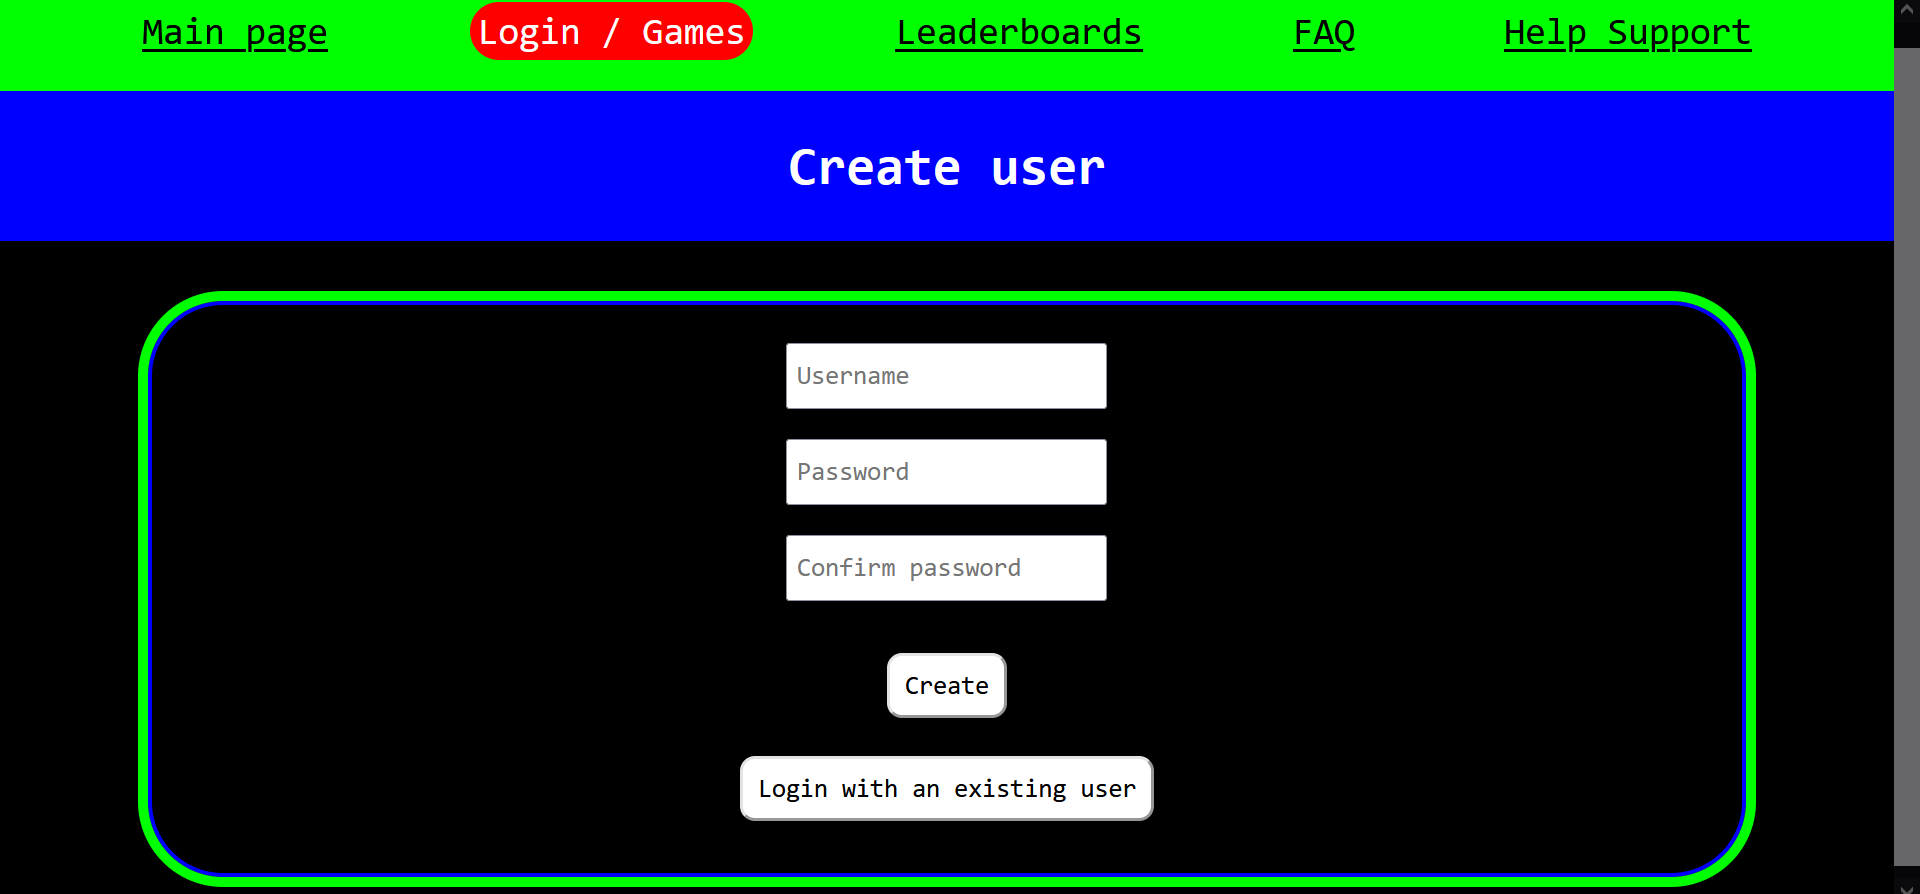 Main page Login / Games Leaderboards FAQ Help Support
Create user
Username
Password
Confirm password
Create
Login with an existing user